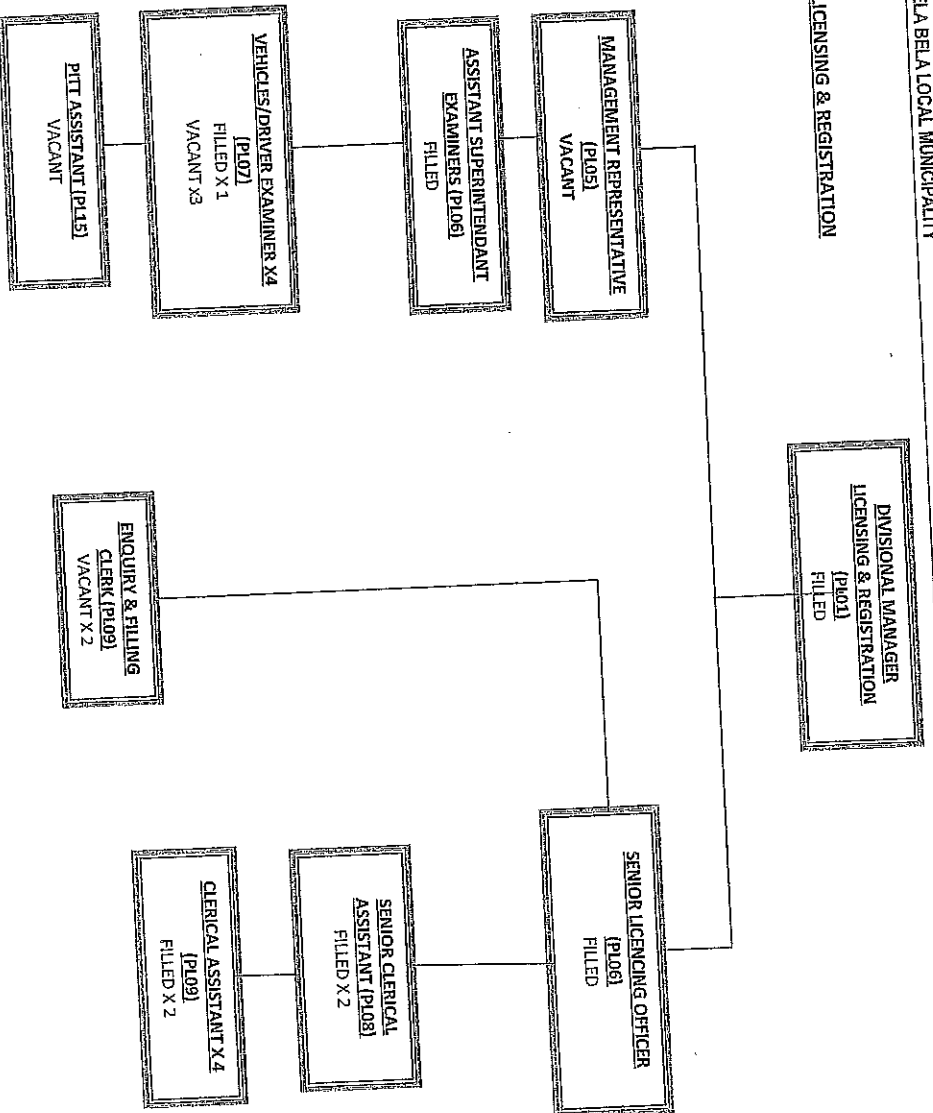 ELA BELA LOCAL MUNICIPALITY
LICENSING & REGISTRATION
DIVISIONAL MANAGER
LICENSING & REGISTRATION
(PL01)
FILLED
MANAGEMENT REPRESENTATIVE
(PL05)
VACANT
ASSISTANT SUPERINTENDANT
EXAMINERS (PL06)
FILLED
VEHICLES/DRIVER EXAMINER X4
(PL07)
FILLED X 1
VACANT X3
PITT ASSISTANT (PL15)
VACANT
SENIOR LICENCING OFFICER
(PL06)
FILLED
ENQUIRY & FILLING
CLERK (PL09)
VACANT X 2
SENIOR CLERICAL
ASSISTANT (PL08)
FILLED X 2
CLERICAL ASSISTANT X 4
(PL09)
FILLED X 2